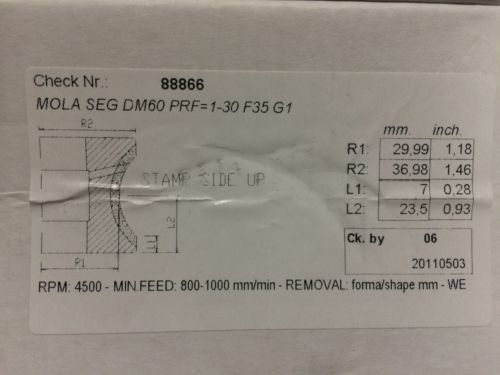 Check Nr.: 88866
MOLA SEG DM60 PRF=1-30 F35 G1
R2
STAMP SIDE UP
L2
L1
R1
mm. inch.
R1: 29,99 1,18
R2: 36,98 1,46
L1: 7 0,28
L2: 23,5 0,93
Ck. by 06
20110503
RPM: 4500 - MIN.FEED: 800-1000 mm/min - REMOVAL: forma/shape mm - WE